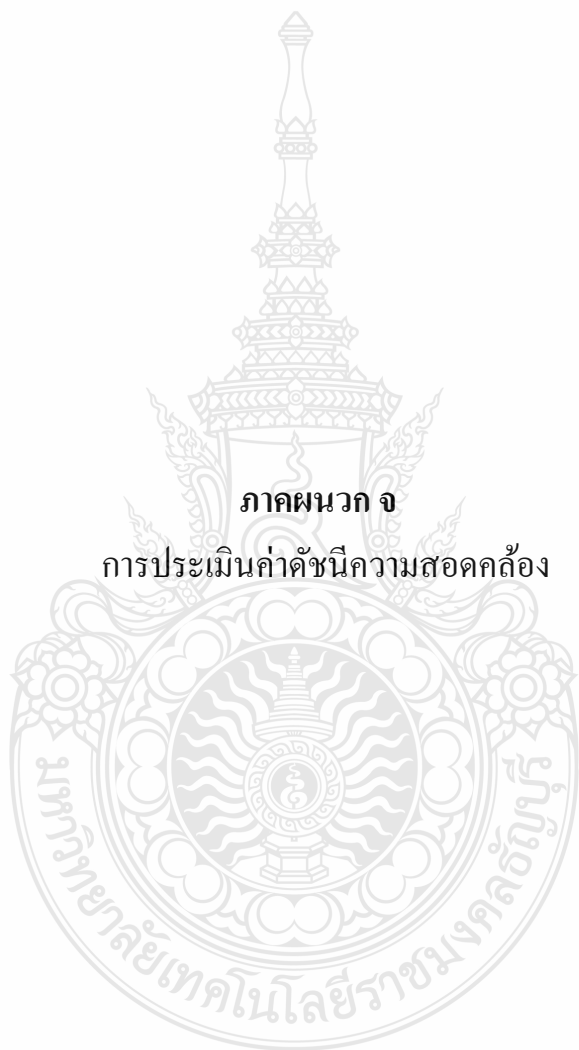 ภาคผนวก จ
การประเมินค่าดัชนีความสอดคล้อง
มหาวิทยาลัยเทคโนโลยีราชมงคลธัญบุรี